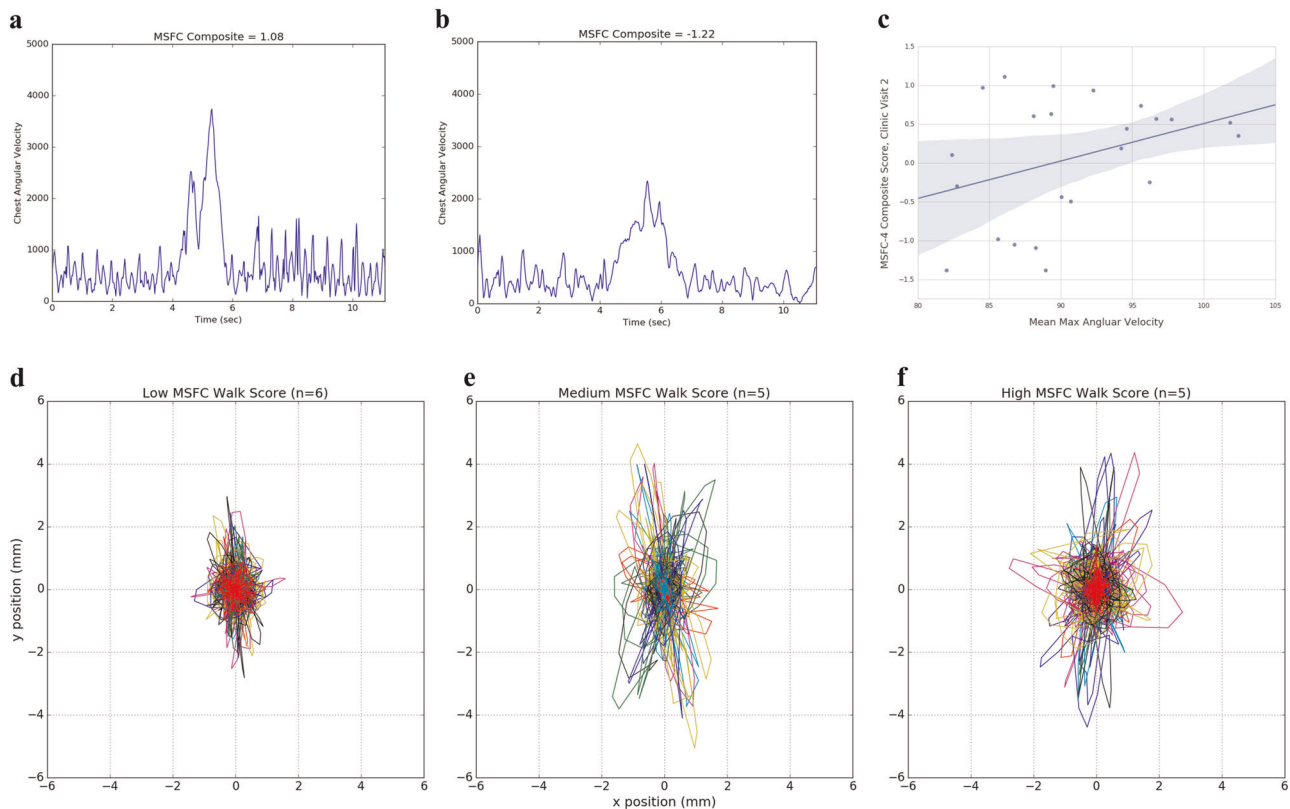 a
MSFC Composite = 1.08
Chest Angular Velocity
5000
4000
3000
2000
1000
0
0 2 4 6 8 10
Time (sec)
b
MSFC Composite = -1.22
Chest Angular Velocity
5000
4000
3000
2000
1000
0
0 2 4 6 8 10
Time (sec)
c
MSFC-4 Composite Score, Clinic Visit 2
1.5
1.0
0.5
0.0
−0.5
−1.0
−1.5
80 85 90 95 100 105
Mean Max Angluar Velocity
d
Low MSFC Walk Score (n=6)
y position (mm)
6
4
2
0
−2
−4
−6
−6 −4 −2 0 2 4 6
e
Medium MSFC Walk Score (n=5)
6
4
2
0
−2
−4
−6
−6 −4 −2 0 2 4 6
x position (mm)
f
High MSFC Walk Score (n=5)
6
4
2
0
−2
−4
−6
−6 −4 −2 0 2 4 6